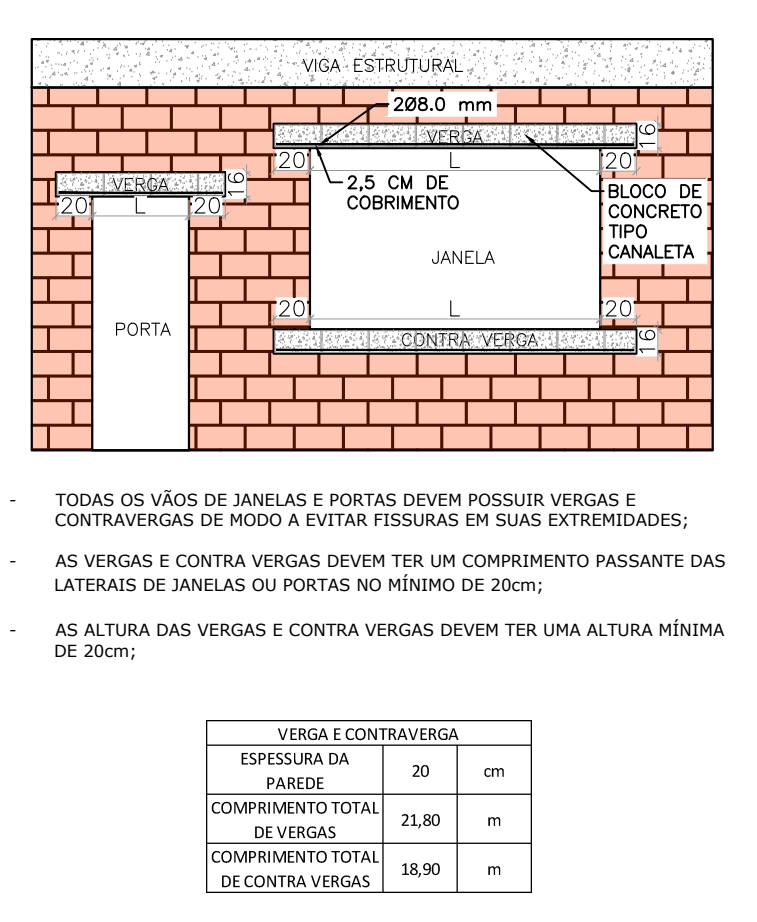 VIGA ESTRUTURAL
2Ø8.0 mm
VERGA
16
20 L 20
VERGA
16
20 L 20
2,5 CM DE
COBRIMENTO
BLOCO DE
CONCRETO
TIPO
CANALETA
JANELA
PORTA
20 L 20
CONTRA VERGA
16
- TODAS OS VÃOS DE JANELAS E PORTAS DEVEM POSSUIR VERGAS E
CONTRAVERGAS DE MODO A EVITAR FISSURAS EM SUAS EXTREMIDADES;
- AS VERGAS E CONTRA VERGAS DEVEM TER UM COMPRIMENTO PASSANTE DAS
LATERAIS DE JANELAS OU PORTAS NO MÍNIMO DE 20cm;
- AS ALTURA DAS VERGAS E CONTRA VERGAS DEVEM TER UMA ALTURA MÍNIMA
DE 20cm;
VERGA E CONTRAVERGA
ESPESSURA DA
PAREDE
20
cm
COMPRIMENTO TOTAL
DE VERGAS
21,80
m
COMPRIMENTO TOTAL
DE CONTRA VERGAS
18,90
m